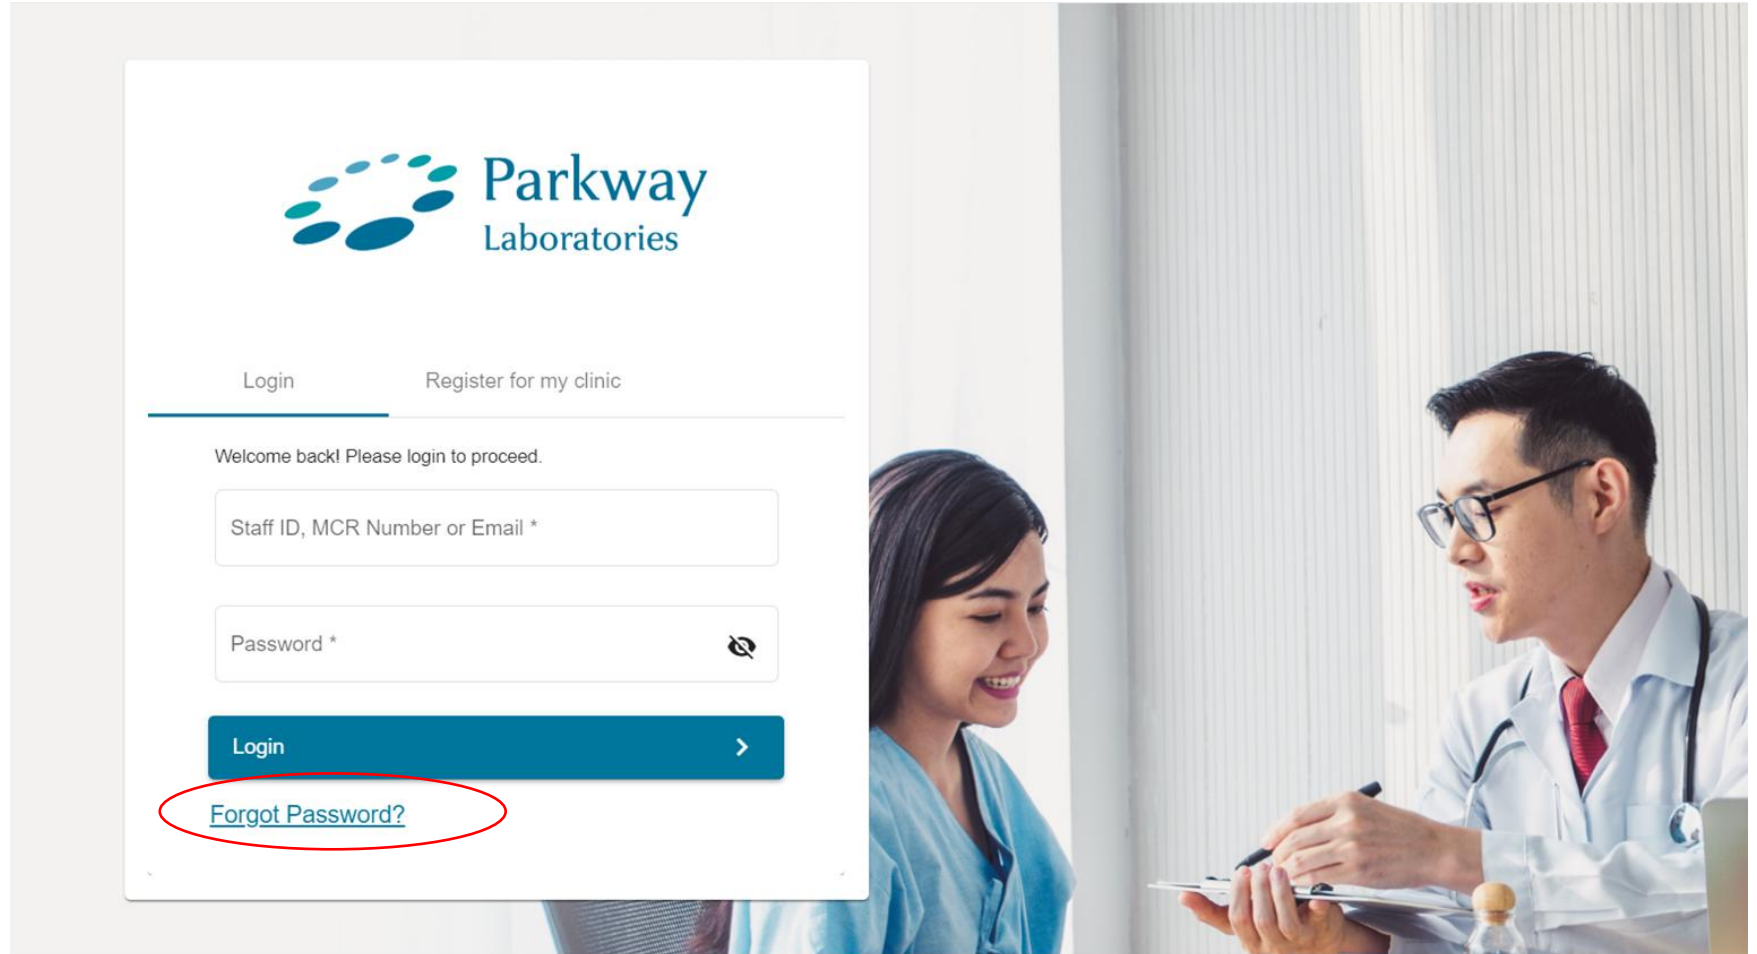 Parkway
Laboratories
Login
Register for my clinic
Welcome back! Please login to proceed.
Staff ID, MCR Number or Email *
Password *
Login
Forgot Password?